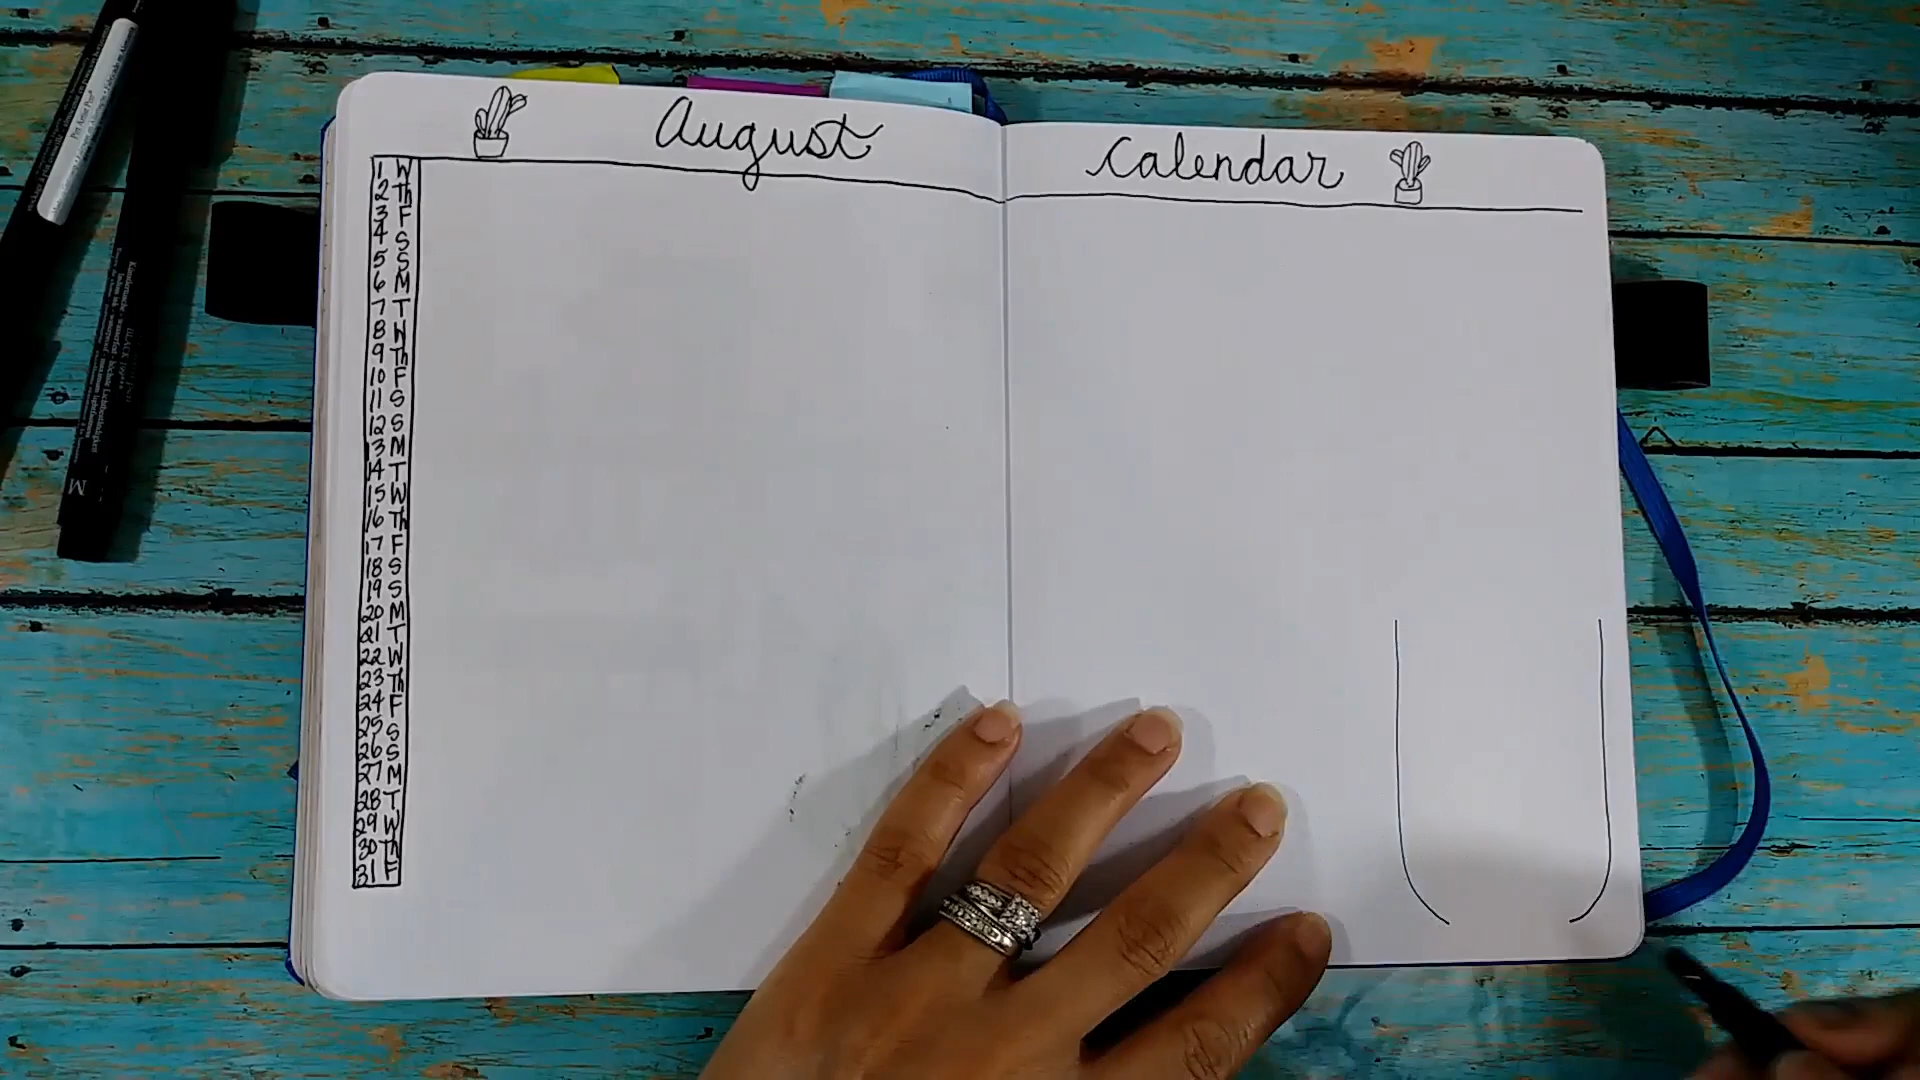 August Calendar
1 W
2 Th
3 F
4 S
5 S
6 M
7 T
8 W
9 Th
10 F
11 S
12 S
13 M
14 T
15 W
16 Th
17 F
18 S
19 S
20 M
21 T
22 W
23 Th
24 F
25 S
26 S
27 M
28 T
29 W
30 Th
31 F
M